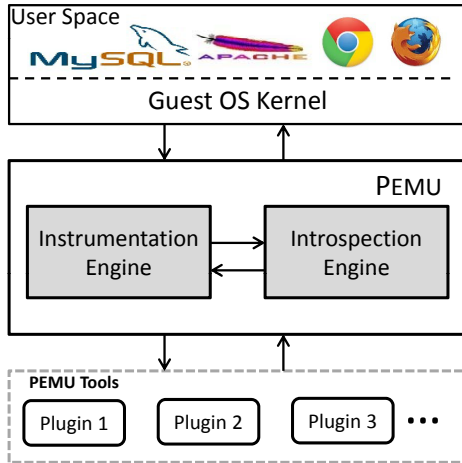 User Space
MySQL
APACHE
Guest OS Kernel
PEMU
Instrumentation
Engine
Introspection
Engine
PEMU Tools
Plugin 1
Plugin 2
Plugin 3
•••